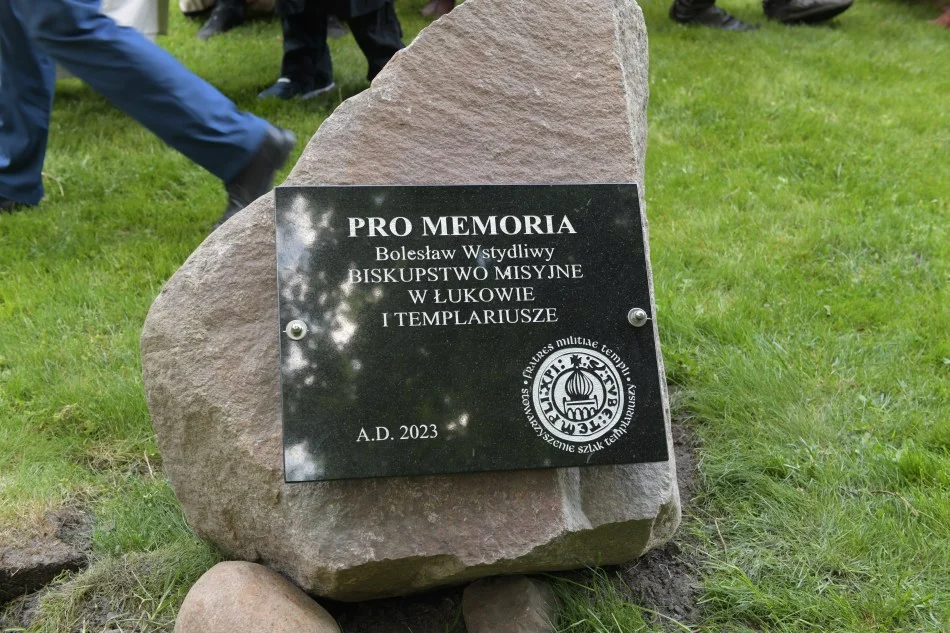 PRO MEMORIA
Bolesław Wstydliwy
BISKUPSTWO MISYJNE
W ŁUKOWIE
I TEMPLARIUSZE
FRATRES MILITIAE TEMPLI
STOWARZYSZENIE SZLAK TEMPLARIUSZY
A.D. 2023